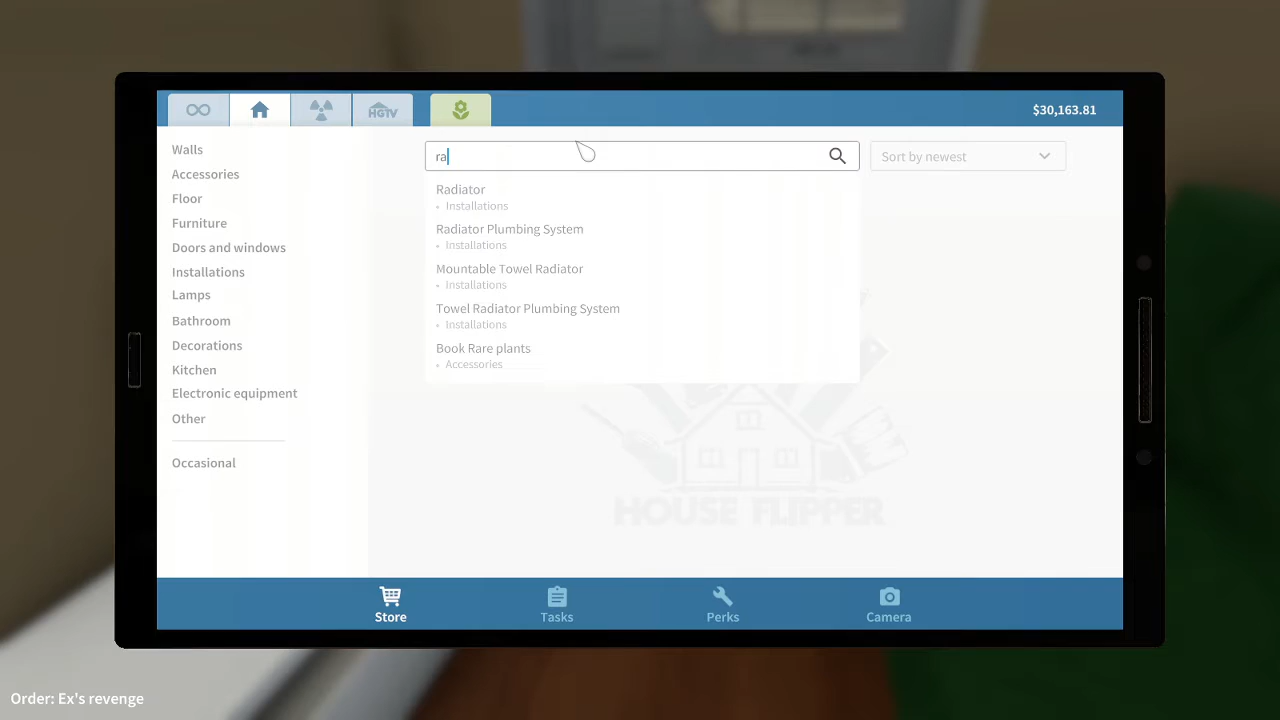 HGTV
$30,163.81
Walls
Accessories
Floor
Furniture
Doors and windows
Installations
Lamps
Bathroom
Decorations
Kitchen
Electronic equipment
Other
Occasional
ra
Sort by newest
Radiator
• Installations
Radiator Plumbing System
• Installations
Mountable Towel Radiator
• Installations
Towel Radiator Plumbing System
• Installations
Book Rare plants
• Accessories
HOUSE FLIPPER
Store
Tasks
Perks
Camera
Order: Ex's revenge